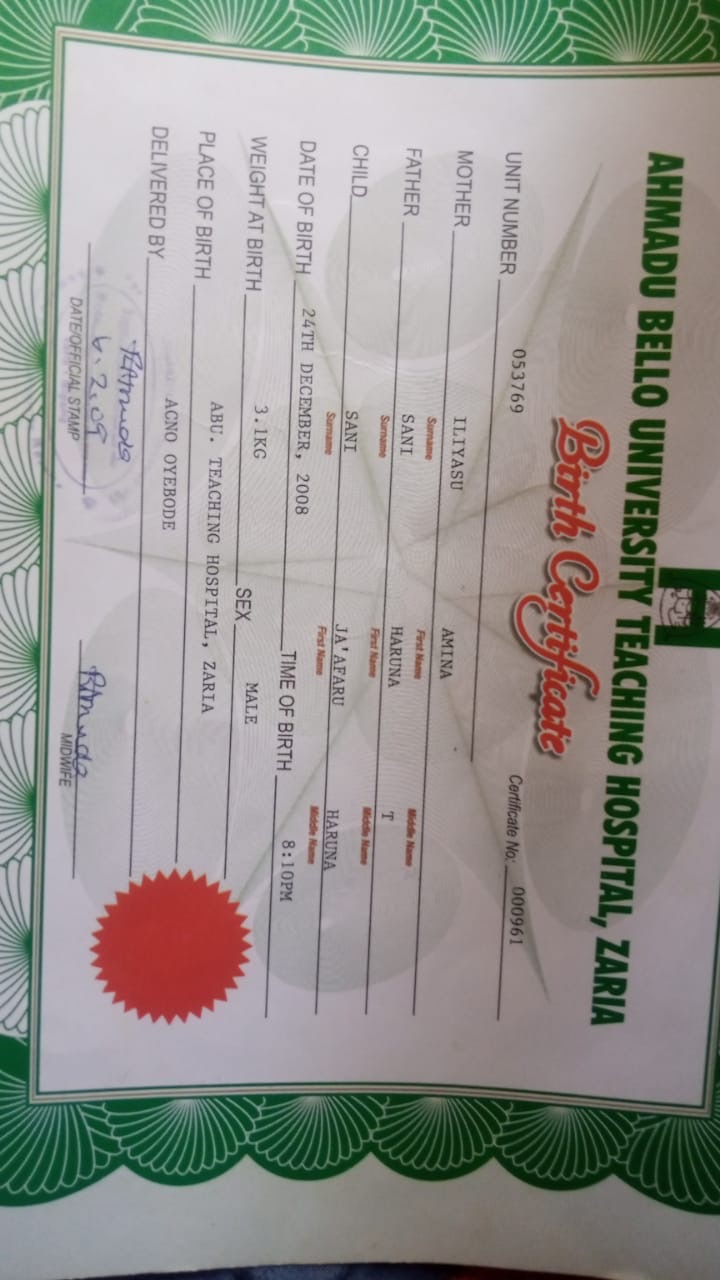 AHMADU BELLO UNIVERSITY TEACHING HOSPITAL, ZARIA
Birth Certificate
Certificate No: 000961
UNIT NUMBER 053769
MOTHER ILIYASU AMINA
Surname First Name Middle Name
FATHER SANI HARUNA T
Surname First Name Middle Name
CHILD SANI JA'AFARU HARUNA
Surname First Name Middle Name
DATE OF BIRTH 24TH DECEMBER, 2008 TIME OF BIRTH 8:10PM
WEIGHT AT BIRTH 3.1KG SEX MALE
PLACE OF BIRTH ABU. TEACHING HOSPITAL, ZARIA
DELIVERED BY ACNO OYEBODE
6.2.09
DATE/OFFICIAL STAMP MIDWIFE